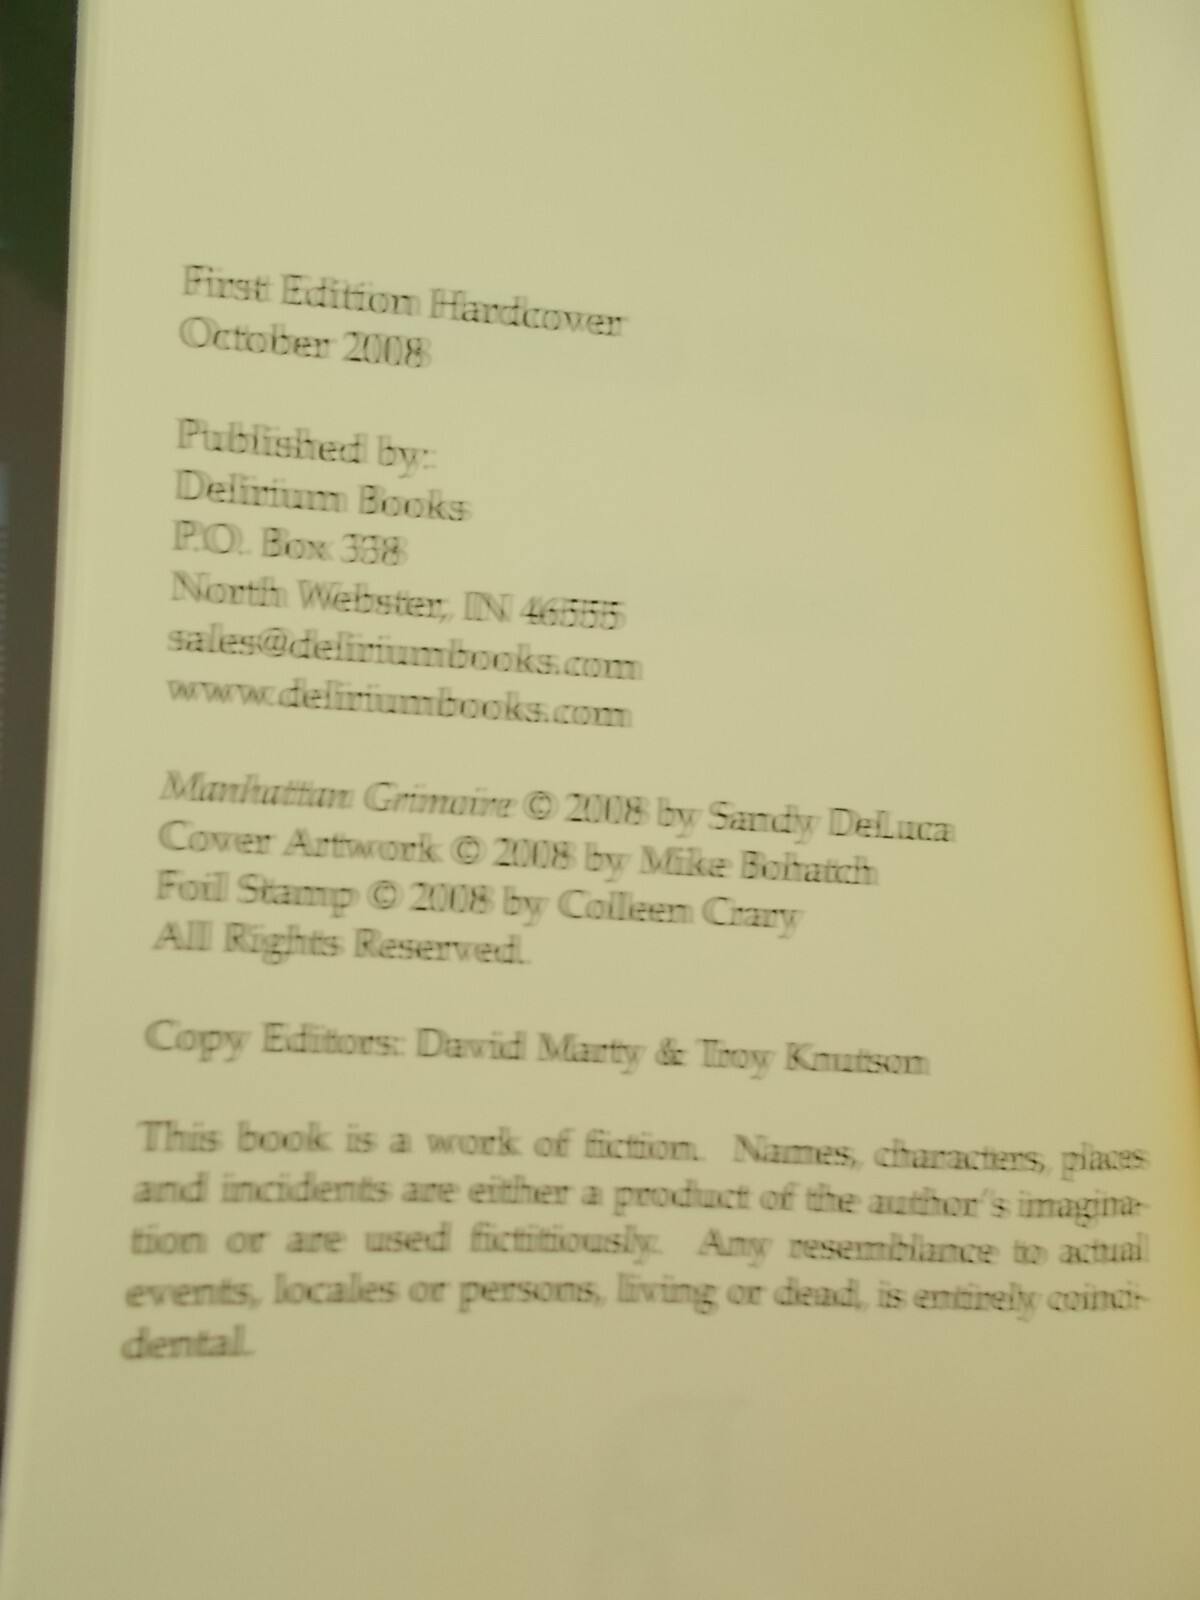 First Edition Hardcover
October 2008
Published by:
Delirium Books
P.O. Box 338
North Webster, IN 46555
sales@deliriumbooks.com
www.deliriumbooks.com
Manhattan Grimoire © 2008 by Sandy DeLuca
Cover Artwork © 2008 by Mike Bohatch
Foil Stamp © 2008 by Colleen Crary
All Rights Reserved.
Copy Editors: David Marty & Troy Knutson
This book is a work of fiction. Names, characters, places
and incidents are either a product of the author's imagina-
tion or are used fictitiously. Any resemblance to actual
events, locales or persons, living or dead, is entirely coinci-
dental.